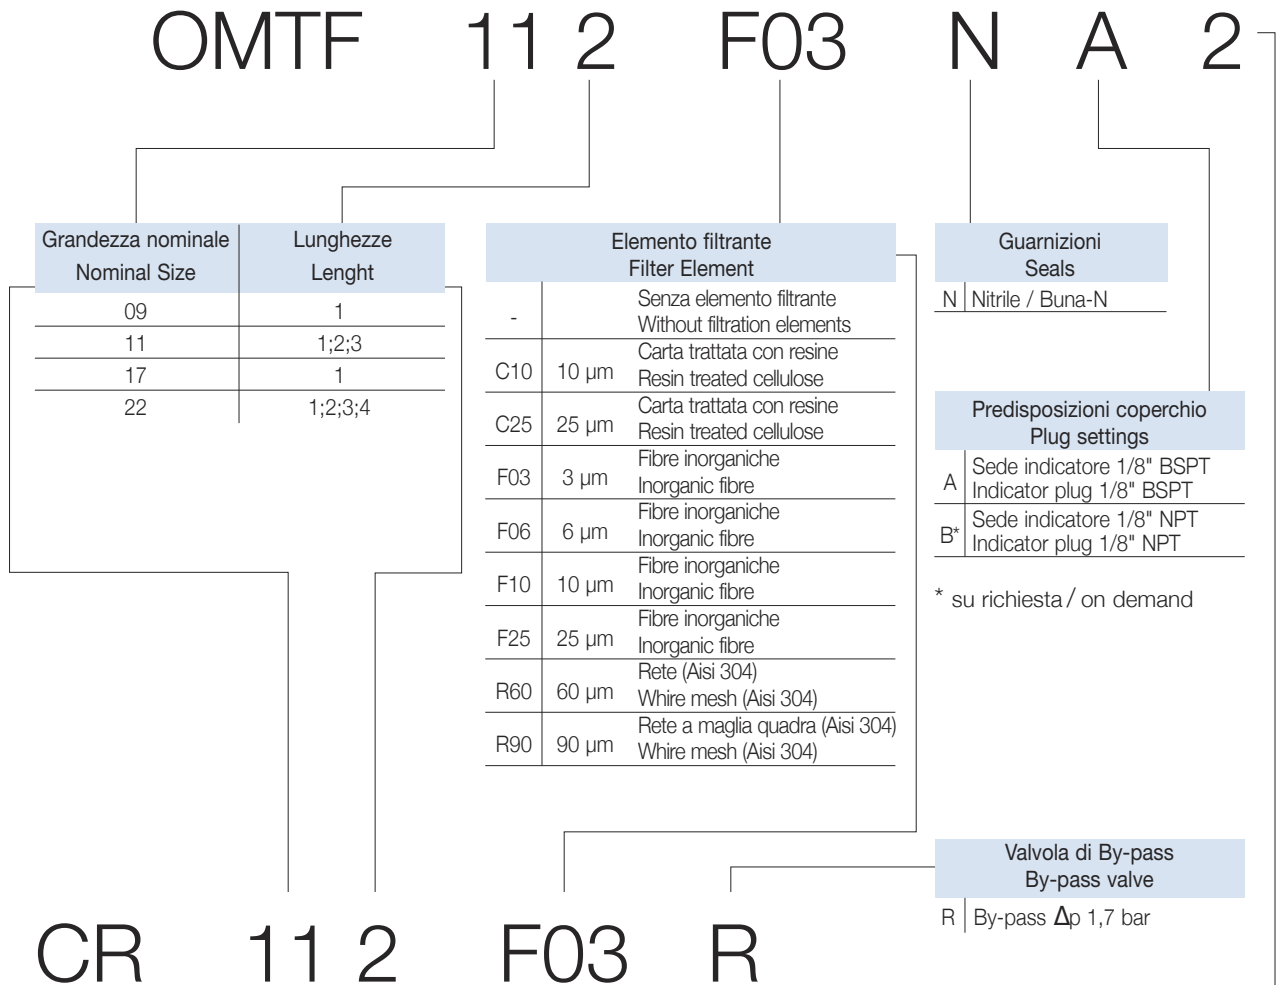 OMTF 11 2 F03 N A 2
Grandezza nominale Lunghezze
Nominal Size Lenght
09 1
11 1;2;3
17 1
22 1;2;3;4
Elemento filtrante
Filter Element
- Senza elemento filtrante
Without filtration elements
C10 10 µm Carta trattata con resine
Resin treated cellulose
C25 25 µm Carta trattata con resine
Resin treated cellulose
F03 3 µm Fibre inorganiche
Inorganic fibre
F06 6 µm Fibre inorganiche
Inorganic fibre
F10 10 µm Fibre inorganiche
Inorganic fibre
F25 25 µm Fibre inorganiche
Inorganic fibre
R60 60 µm Rete (Aisi 304)
Whire mesh (Aisi 304)
R90 90 µm Rete a maglia quadra (Aisi 304)
Whire mesh (Aisi 304)
Guarnizioni
Seals
N Nitrile / Buna-N
Predisposizioni coperchio
Plug settings
A Sede indicatore 1/8" BSPT
Indicator plug 1/8" BSPT
B* Sede indicatore 1/8" NPT
Indicator plug 1/8" NPT
* su richiesta / on demand
Valvola di By-pass
By-pass valve
R By-pass Δp 1,7 bar
CR 11 2 F03 R